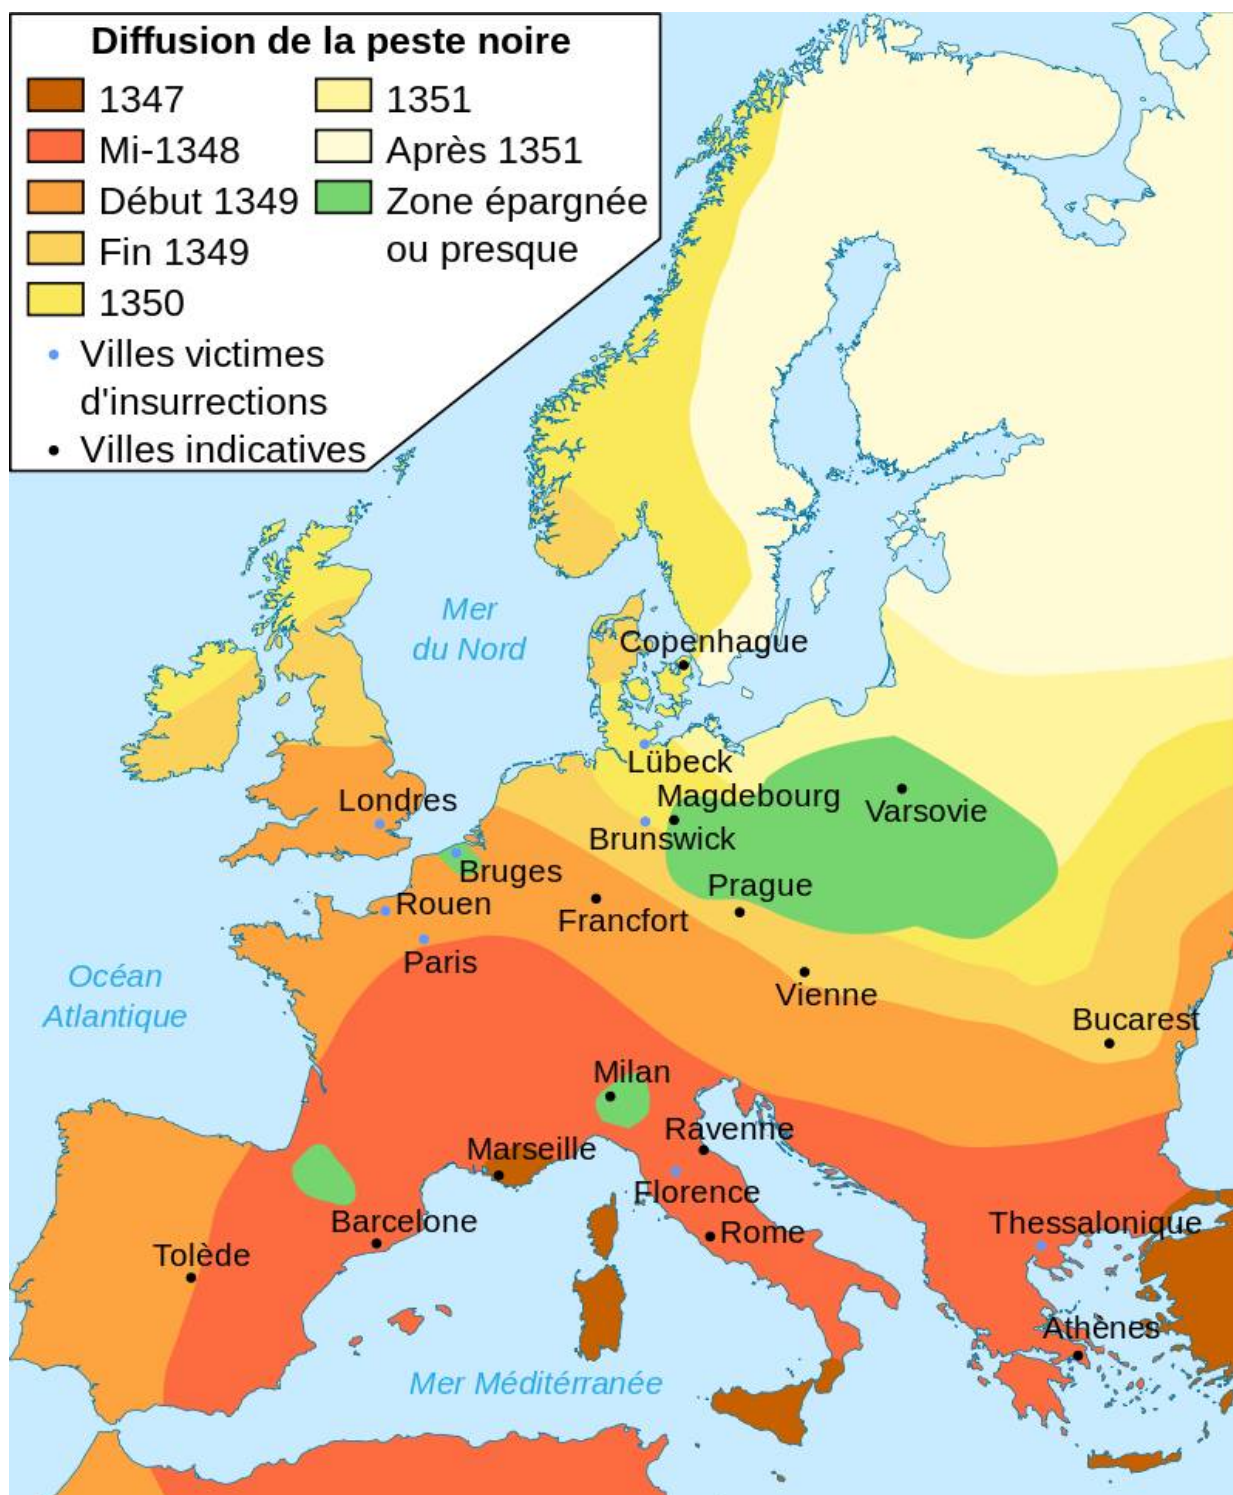 Diffusion de la peste noire
1347
Mi-1348
Début 1349
Fin 1349
1350
1351
Après 1351
Zone épargnée
ou presque
Villes victimes
d'insurrections
Villes indicatives
Mer
du Nord
Copenhague
Lübeck
Magdebourg
Londres
Varsovie
Brunswick
Bruges
Prague
Rouen
Francfort
Paris
Océan
Atlantique
Vienne
Bucarest
Milan
Ravenne
Marseille
Florence
Barcelone
Thessalonique
Rome
Tolède
Athènes
Mer Méditérranée